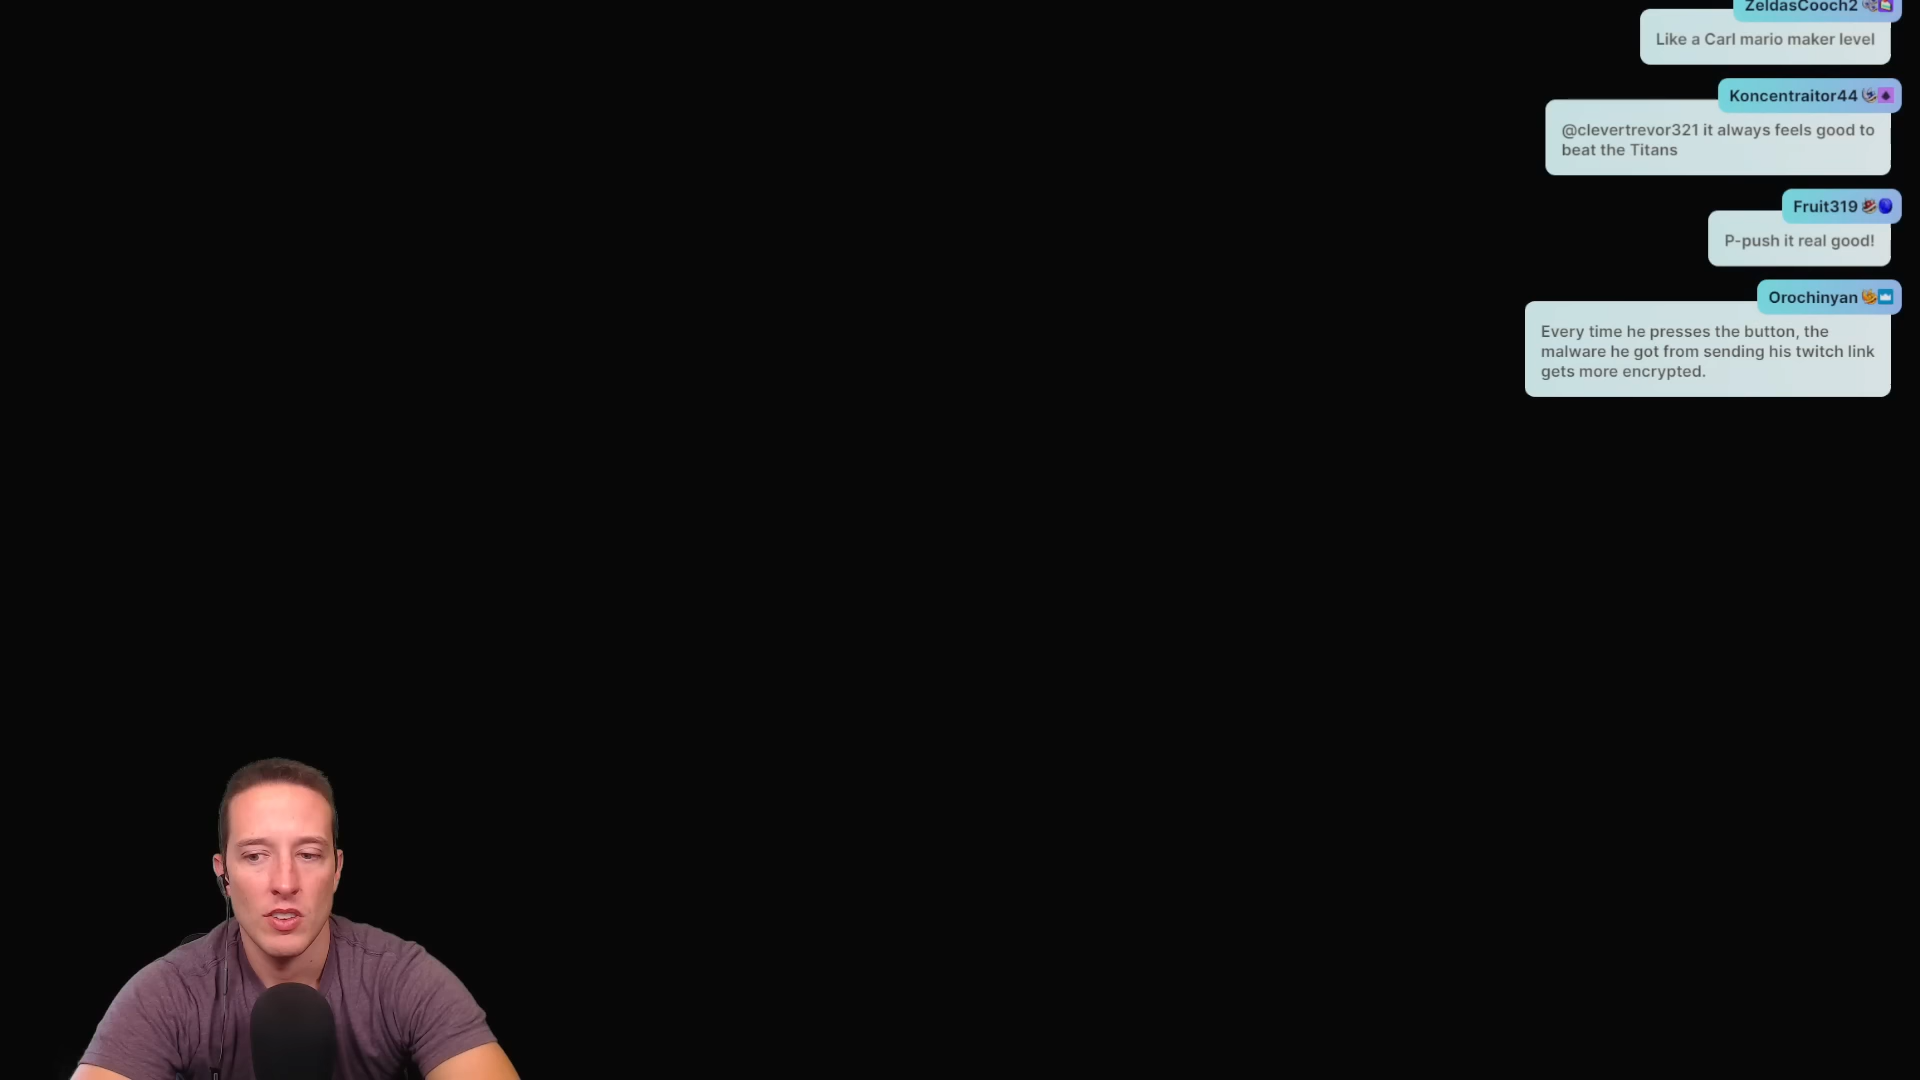 ZeldasCooch2
Like a Carl mario maker level
Koncentraitor44
@clevertrevor321 it always feels good to
beat the Titans
Fruit319
P-push it real good!
Orochinyan
Every time he presses the button, the
malware he got from sending his twitch link
gets more encrypted.